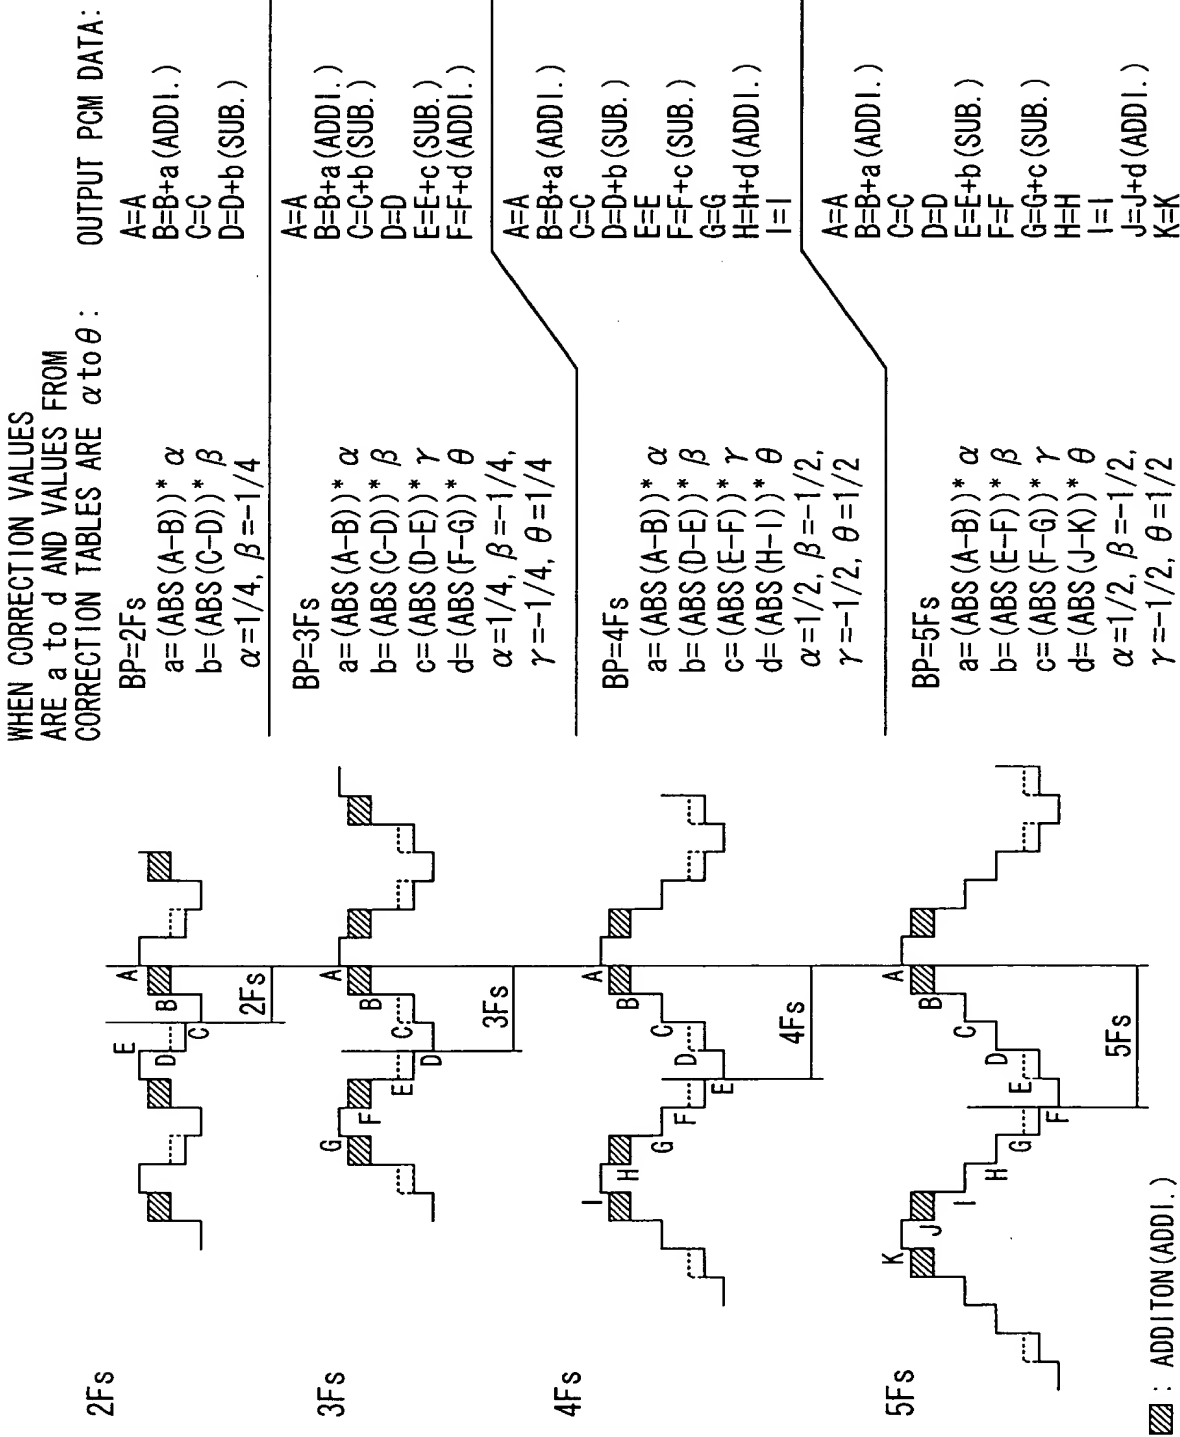 WHEN CORRECTION VALUES
ARE a to d AND VALUES FROM
CORRECTION TABLES ARE α to θ :
OUTPUT PCM DATA:
2Fs
A
B
C
D
E
2Fs
BP=2Fs
a=(ABS(A-B))* α
b=(ABS(C-D))* β
α=1/4, β=-1/4
A=A
B=B+a(ADDI.)
C=C
D=D+b(SUB.)
3Fs
A
B
C
D
E
F
G
3Fs
BP=3Fs
a=(ABS(A-B))* α
b=(ABS(C-D))* β
c=(ABS(D-E))* γ
d=(ABS(F-G))* θ
α=1/4, β=-1/4,
γ=-1/4, θ=1/4
A=A
B=B+a(ADDI.)
C=C+b(SUB.)
D=D
E=E+c(SUB.)
F=F+d(ADDI.)
4Fs
A
B
C
D
E
F
G
H
I
4Fs
BP=4Fs
a=(ABS(A-B))* α
b=(ABS(D-E))* β
c=(ABS(E-F))* γ
d=(ABS(H-I))* θ
α=1/2, β=-1/2,
γ=-1/2, θ=1/2
A=A
B=B+a(ADDI.)
C=C
D=D+b(SUB.)
E=E
F=F+c(SUB.)
G=G
H=H+d(ADDI.)
I=I
5Fs
A
B
C
D
E
F
G
H
I
J
K
5Fs
BP=5Fs
a=(ABS(A-B))* α
b=(ABS(E-F))* β
c=(ABS(F-G))* γ
d=(ABS(J-K))* θ
α=1/2, β=-1/2,
γ=-1/2, θ=1/2
A=A
B=B+a(ADDI.)
C=C
D=D
E=E+b(SUB.)
F=F
G=G+c(SUB.)
H=H
I=I
J=J+d(ADDI.)
K=K
: ADDITON(ADDI.)